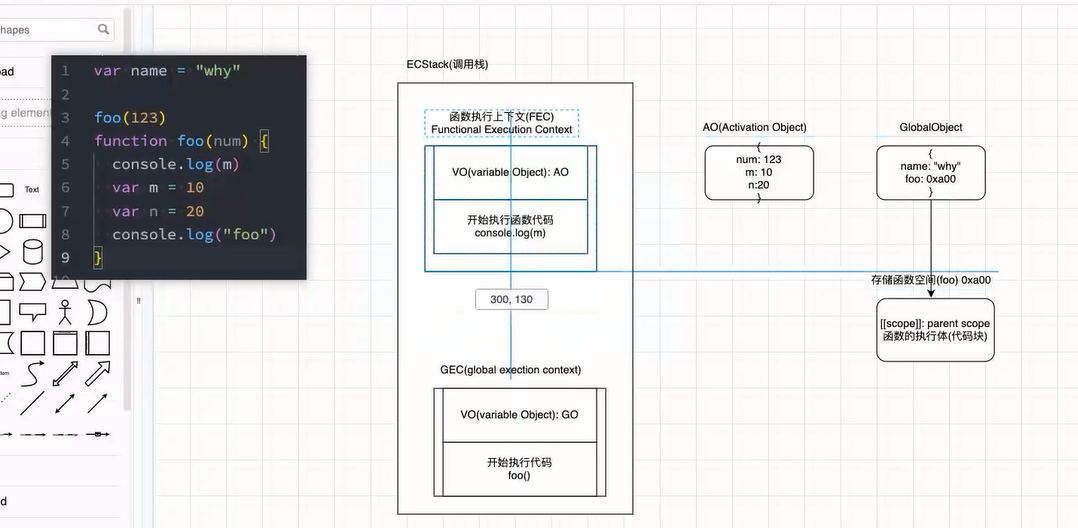 hapes
oad
ag elemen
Text
1 var name = "why"
2
3 foo(123)
4 function foo(num) {
5 console.log(m)
6 var m = 10
7 var n = 20
8 console.log("foo")
9 }
10
ECStack(调用栈)
函数执行上下文(FEC)
Functional Execution Context
VO(variable Object): AO
开始执行函数代码
console.log(m)
300, 130
GEC(global exection context)
VO(variable Object): GO
开始执行代码
foo()
AO(Activation Object)
{
num: 123
m: 10
n:20
}
GlobalObject
{
name: "why"
foo: 0xa00
}
存储函数空间(foo) 0xa00
[[scope]]: parent scope
函数的执行体(代码块)
d